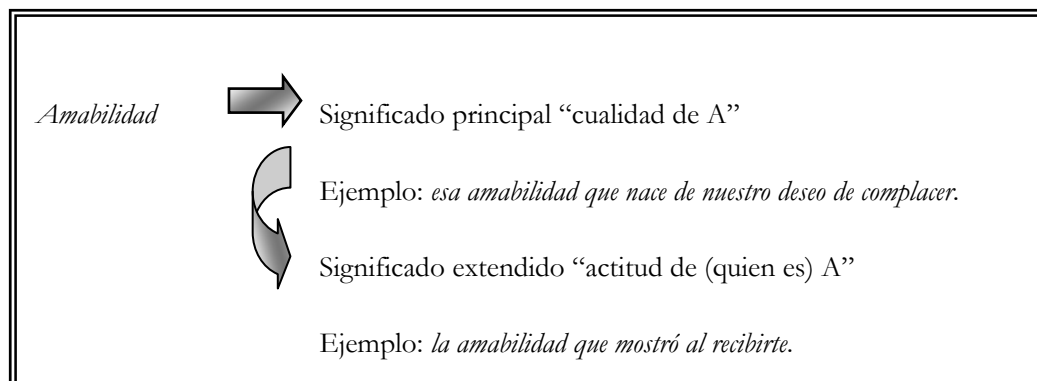 Amabilidad Significado principal “cualidad de A”
Ejemplo: esa amabilidad que nace de nuestro deseo de complacer.
Significado extendido “actitud de (quien es) A”
Ejemplo: la amabilidad que mostró al recibirte.